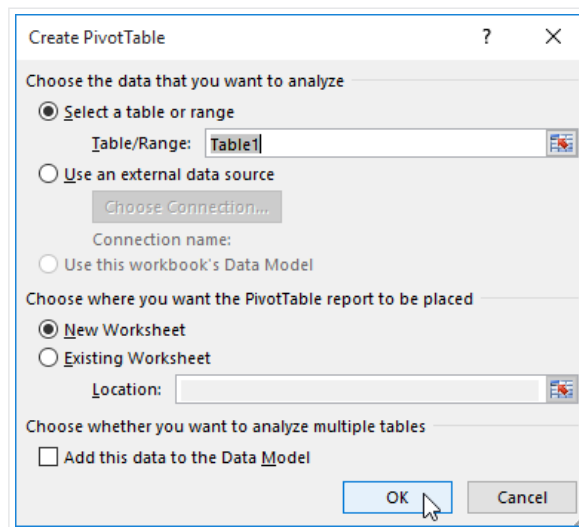 Create PivotTable
Choose the data that you want to analyze
Select a table or range
Table/Range: Table1
Use an external data source
Choose Connection...
Connection name:
Use this workbook's Data Model
Choose where you want the PivotTable report to be placed
New Worksheet
Existing Worksheet
Location:
Choose whether you want to analyze multiple tables
Add this data to the Data Model
OK Cancel